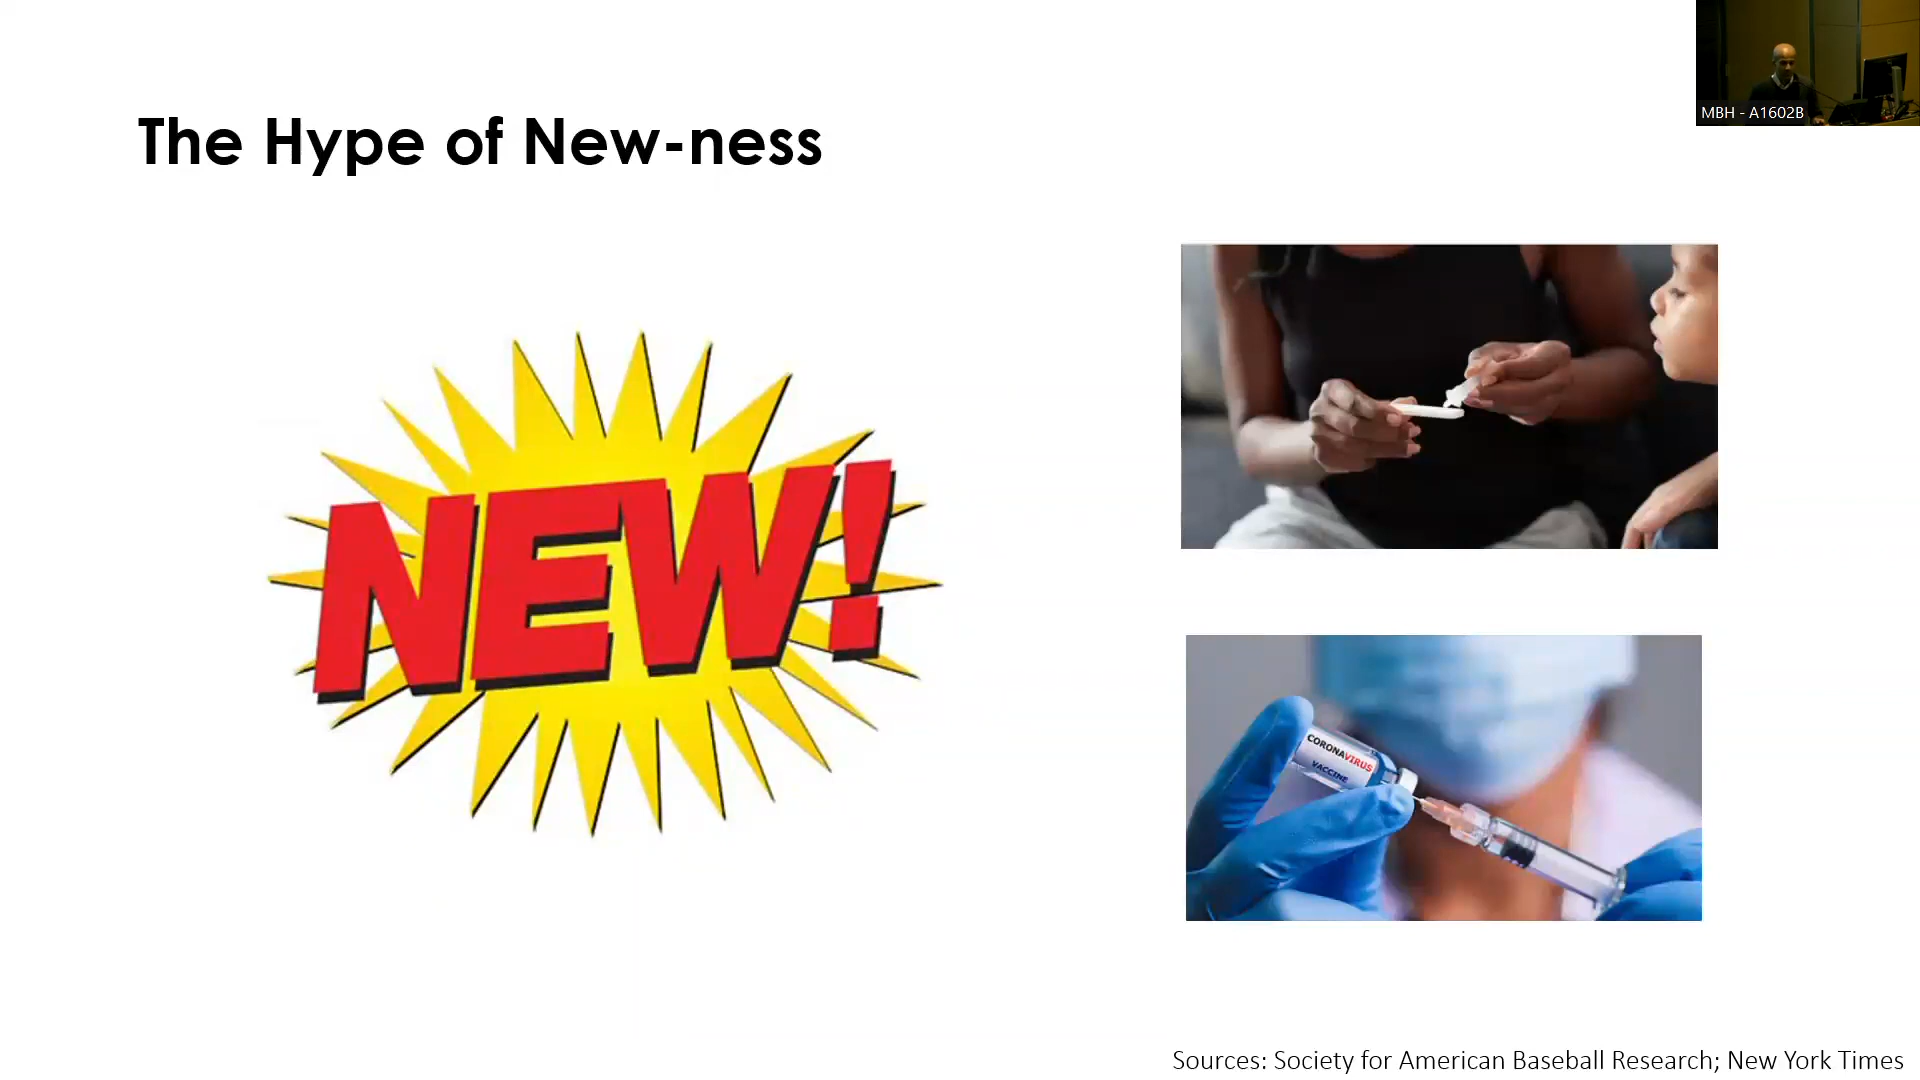 MBH - A1602B
The Hype of New-ness
NEW!
CORONAVIRUS
VACCINE
Sources: Society for American Baseball Research; New York Times